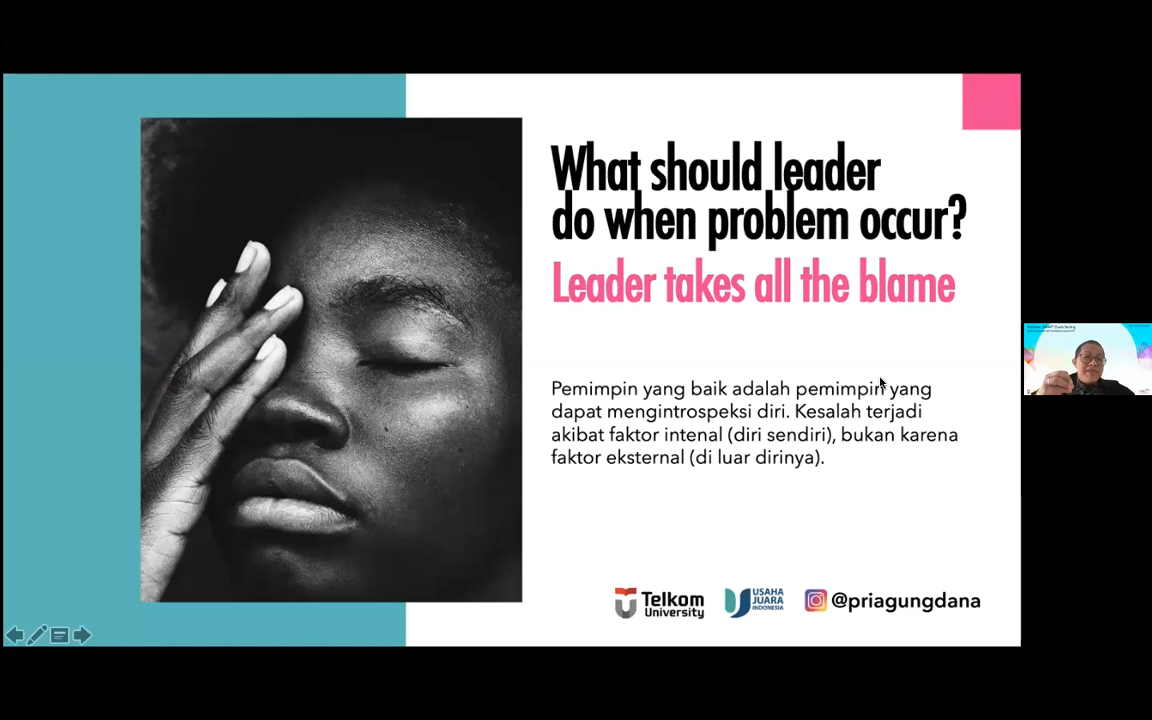 What should leader
do when problem occur?
Leader takes all the blame
Pemimpin yang baik adalah pemimpin yang
dapat mengintrospeksi diri. Kesalah terjadi
akibat faktor intenal (diri sendiri), bukan karena
faktor eksternal (di luar dirinya).
Telkom
University
USAHA
JUARA
INDONESIA
@priagungdana